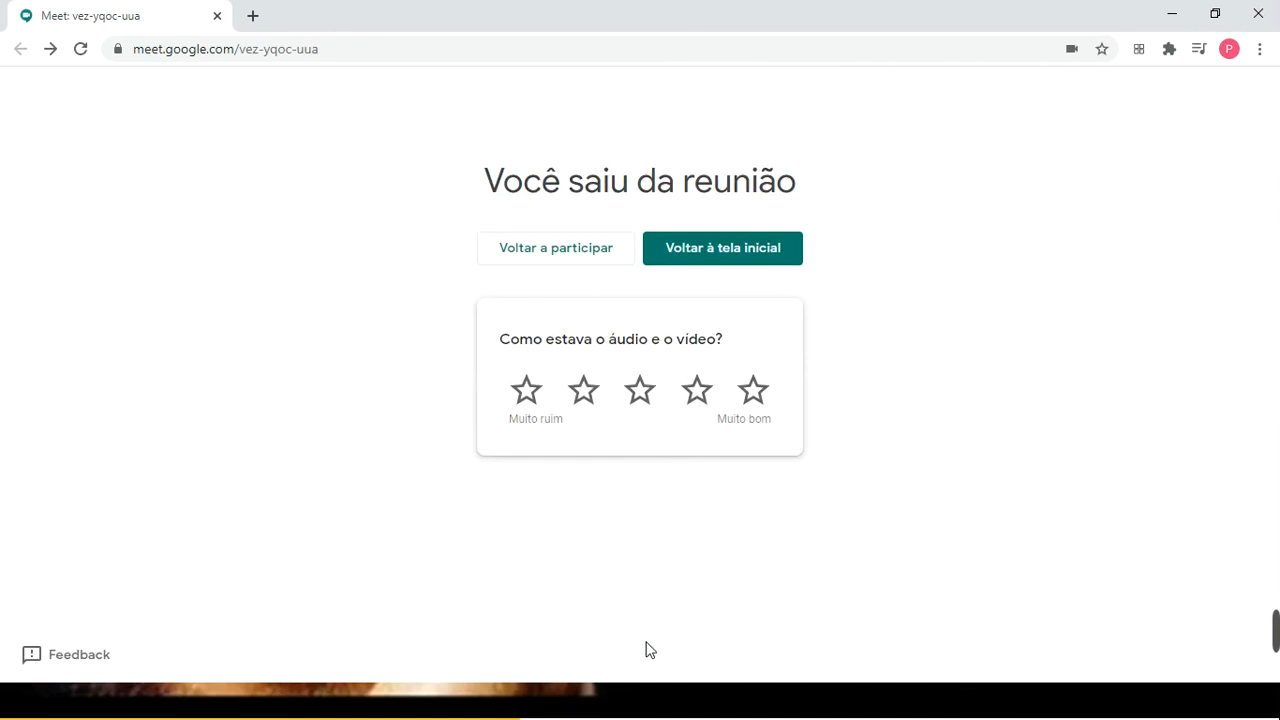 Meet: vez-yqoc-uua
meet.google.com/vez-yqoc-uua
P
Você saiu da reunião
Voltar a participar
Voltar à tela inicial
Como estava o áudio e o vídeo?
Muito ruim
Muito bom
Feedback